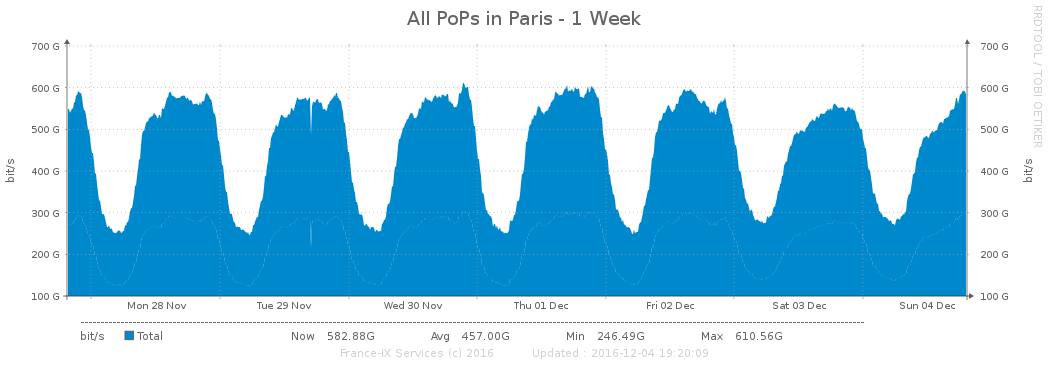 All PoPs in Paris - 1 Week
RRDTOOL / TOBI OETIKER
700 G 700 G
600 G 600 G
500 G 500 G
400 G 400 G
300 G 300 G
200 G 200 G
100 G 100 G
bit/s bit/s
Mon 28 Nov Tue 29 Nov Wed 30 Nov Thu 01 Dec Fri 02 Dec Sat 03 Dec Sun 04 Dec
bit/s Total Now 582.88G Avg 457.00G Min 246.49G Max 610.56G
France-IX Services (c) 2016 Updated : 2016-12-04 19:20:09